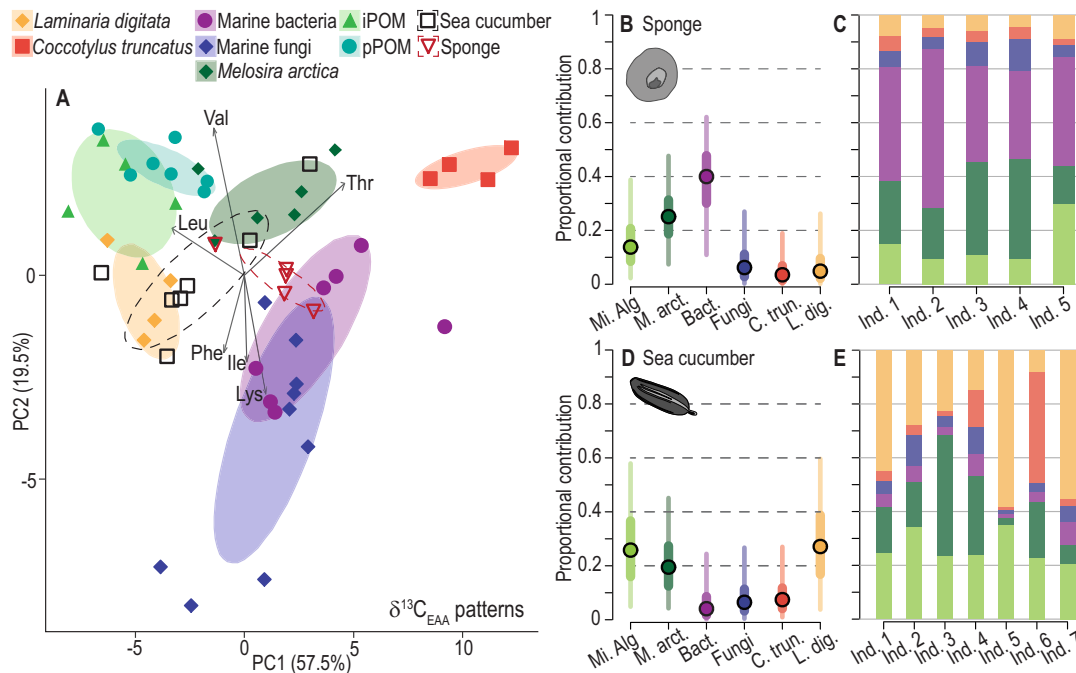 Laminaria digitata
Marine bacteria
iPOM
Sea cucumber
Coccotylus truncatus
Marine fungi
pPOM
Sponge
Melosira arctica
A
Val
Thr
Leu
Phe
Ile
Lys
0
-5
PC2 (19.5%)
δ13CEAA patterns
-5
0
5
10
PC1 (57.5%)
B Sponge
1
0.8
0.6
0.4
0.2
0
Proportional contribution
Mi. Alg
M. arct.
Bact.
Fungi
C. trun.
L. dig.
C
Ind. 1
Ind. 2
Ind. 3
Ind. 4
Ind. 5
D Sea cucumber
1
0.8
0.6
0.4
0.2
0
Proportional contribution
Mi. Alg
M. arct.
Bact.
Fungi
C. trun.
L. dig.
E
Ind. 1
Ind. 2
Ind. 3
Ind. 4
Ind. 5
Ind. 6
Ind. 7